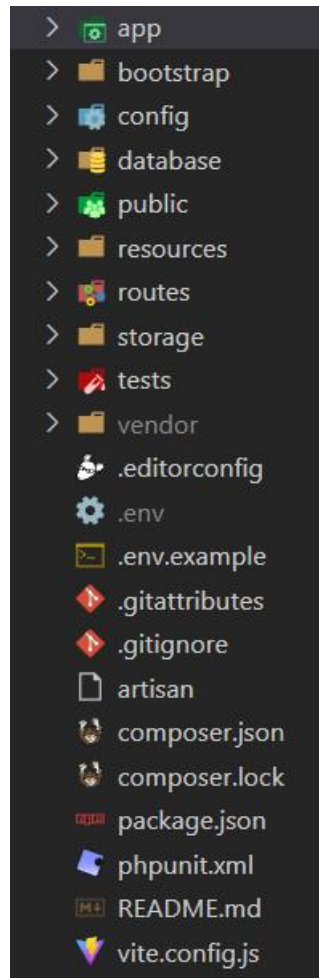 app
bootstrap
config
database
public
resources
routes
storage
tests
vendor
.editorconfig
.env
.env.example
.gitattributes
.gitignore
artisan
composer.json
composer.lock
package.json
phpunit.xml
README.md
vite.config.js